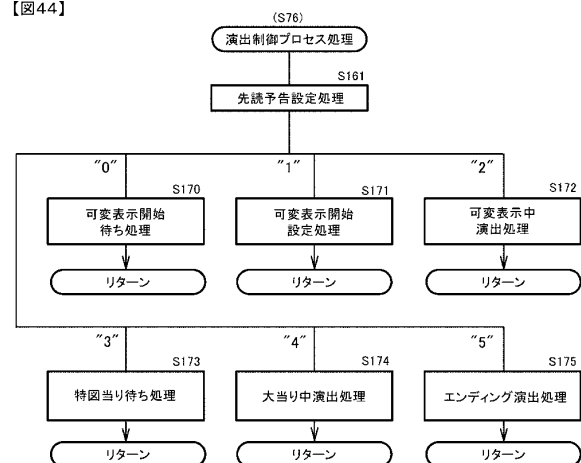 【図44】
(S76)
演出制御プロセス処理
S161
先読予告設定処理
"0"
"1"
"2"
S170
S171
S172
可変表示開始
待ち処理
可変表示開始
設定処理
可変表示中
演出処理
リターン
リターン
リターン
"3"
"4"
"5"
S173
S174
S175
特図当り待ち処理
大当り中演出処理
エンディング演出処理
リターン
リターン
リターン